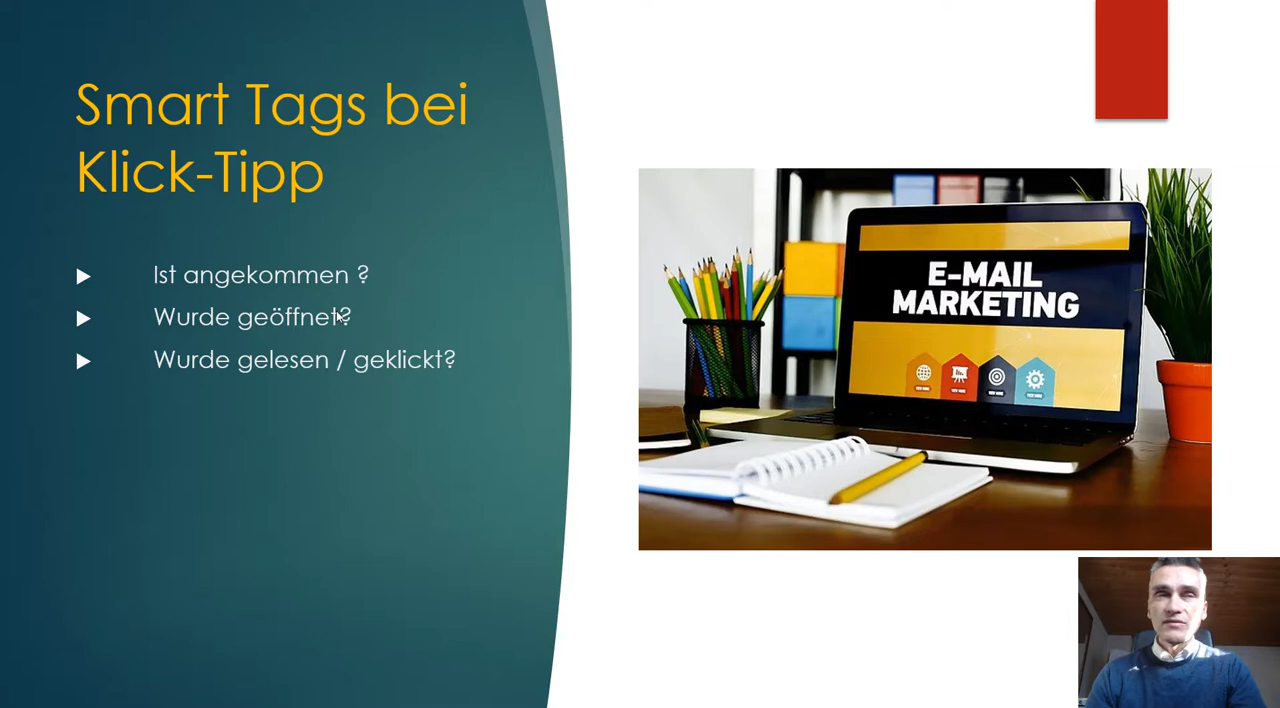 Smart Tags bei
Klick-Tipp
Ist angekommen ?
Wurde geöffnet?
Wurde gelesen / geklickt?
E-MAIL
MARKETING